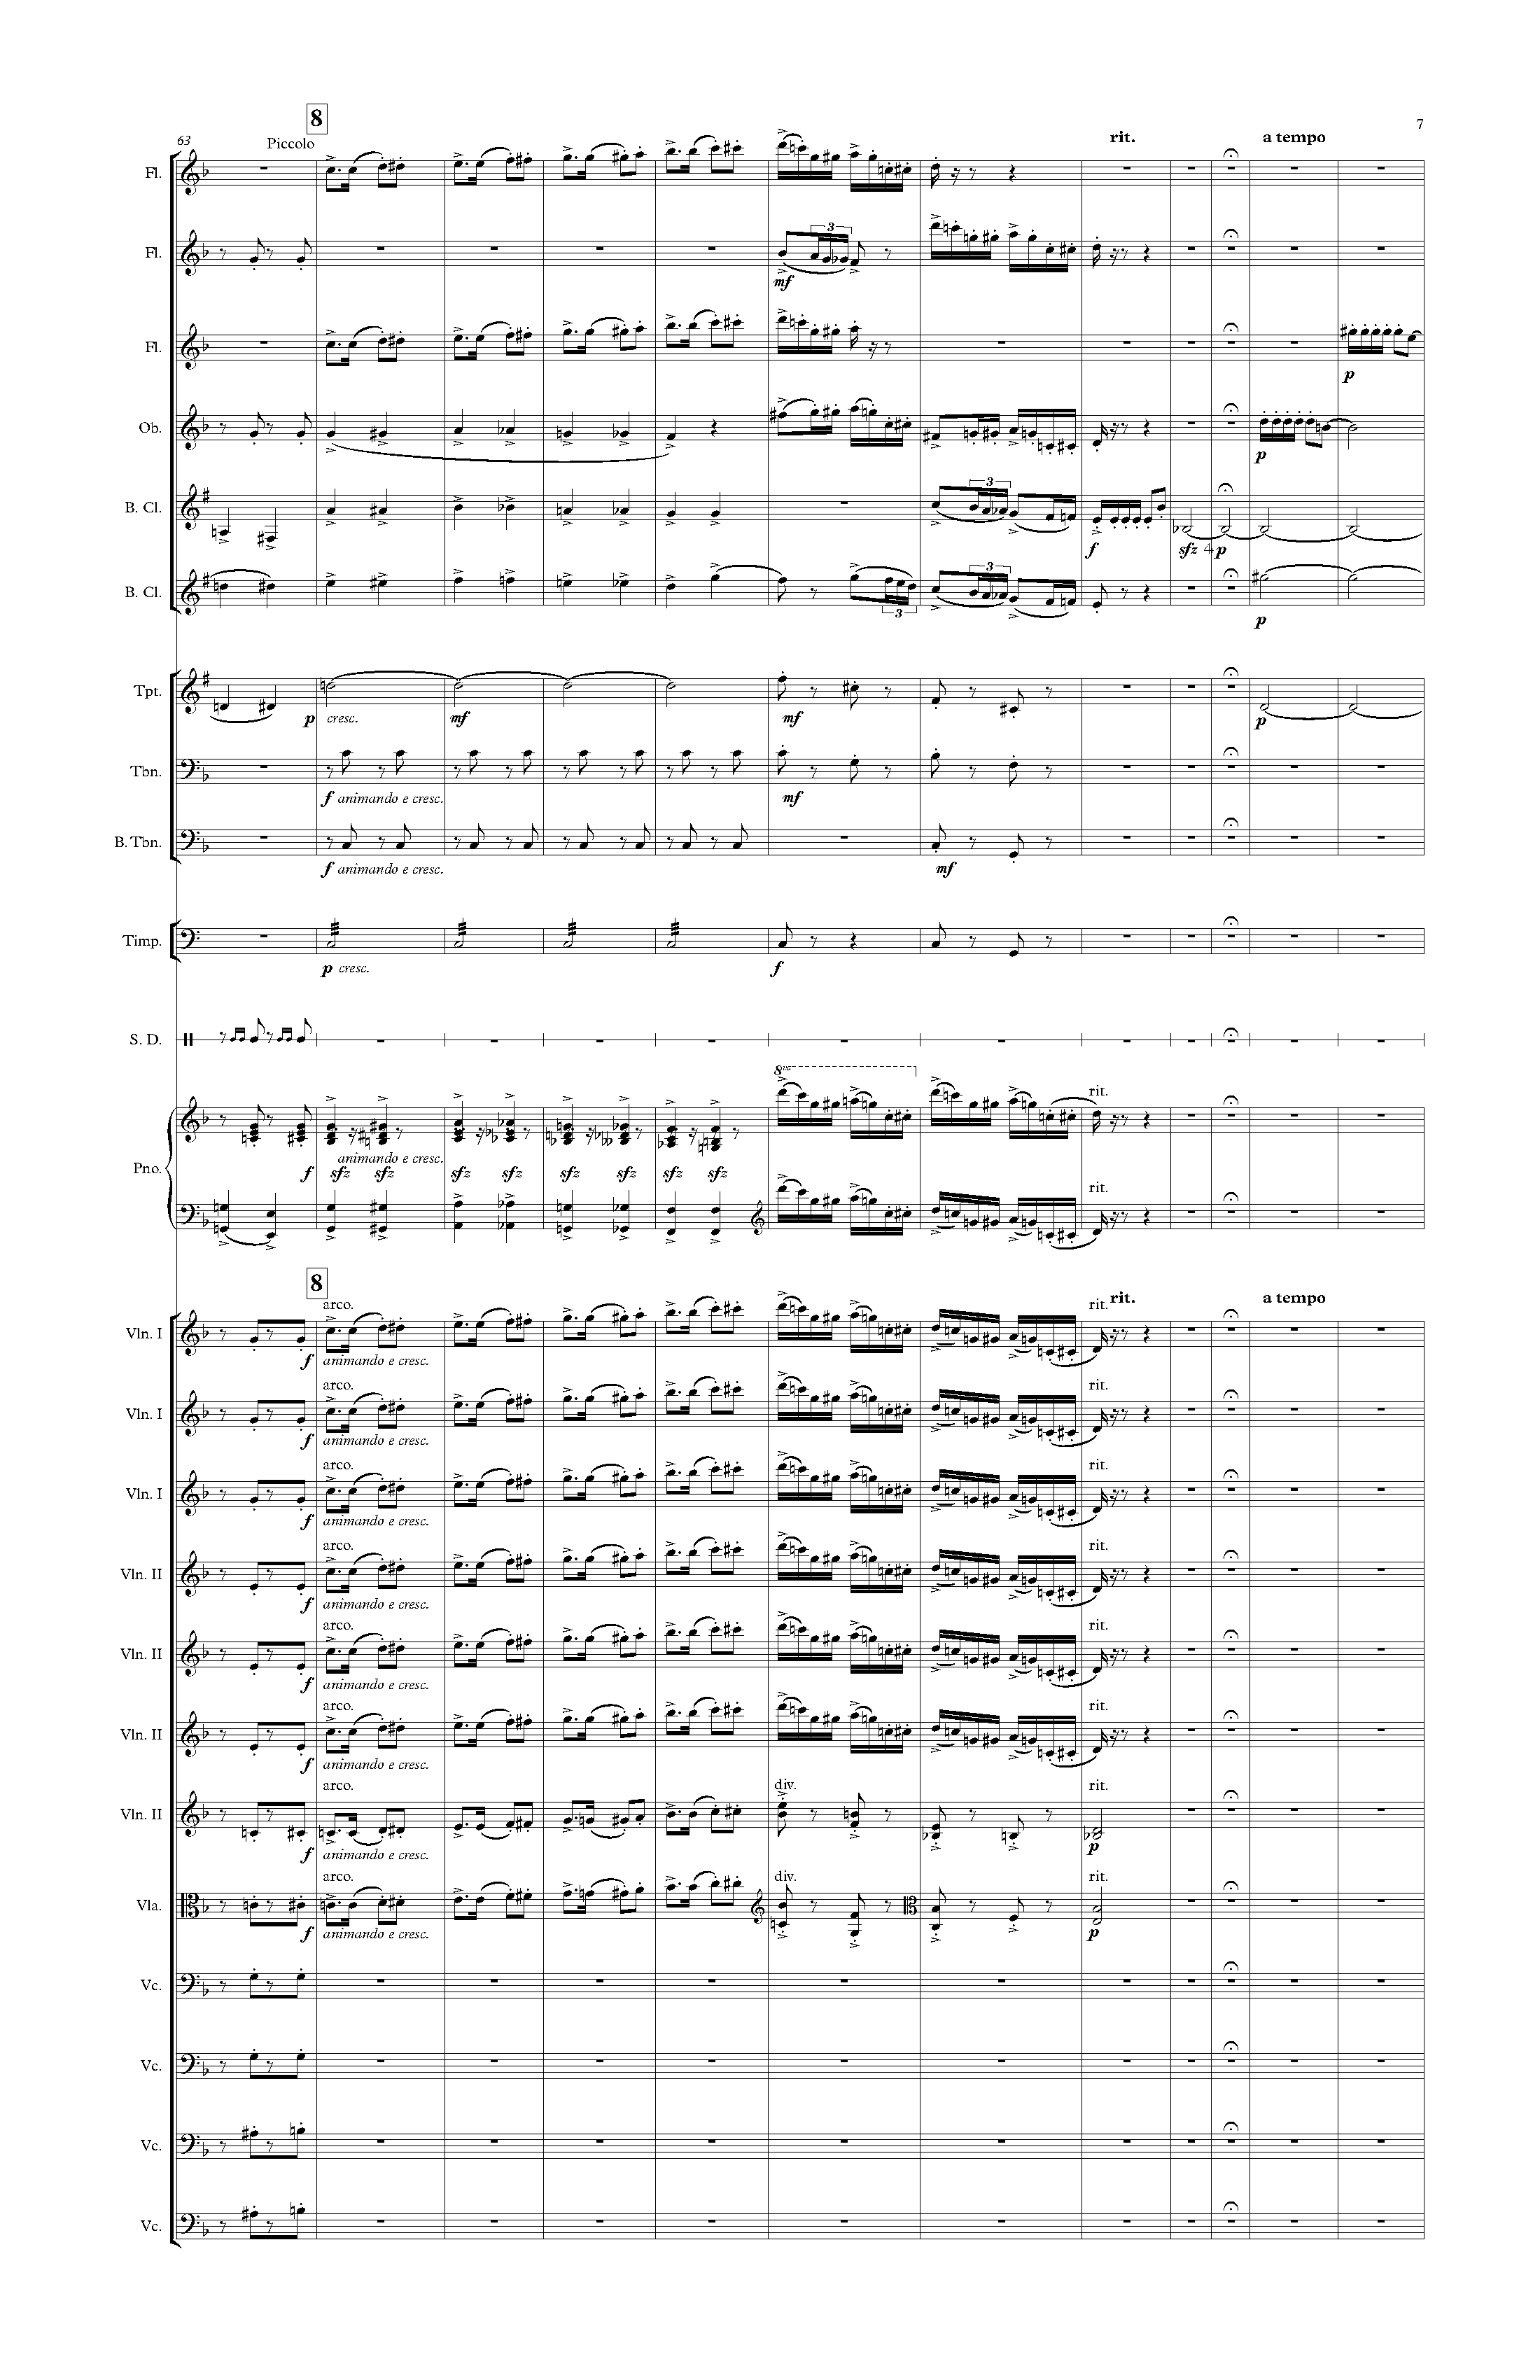 8
7
63
Piccolo
rit.
a tempo
Fl.
Fl.
3
mf
Fl.
p
Ob.
p
B. Cl.
3
f
sfz
4
p
B. Cl.
3
3
p
Tpt.
p
cresc.
mf
mf
p
Tbn.
f animando e cresc.
mf
B. Tbn.
f animando e cresc.
mf
Timp.
p cresc.
f
S. D.
8va
rit.
Pno.
animando e cresc.
f
sfz sfz sfz sfz sfz sfz sfz sfz
rit.
8
rit.
a tempo
arco.
rit.
Vln. I
f animando e cresc.
arco.
rit.
Vln. I
f animando e cresc.
arco.
rit.
Vln. I
f animando e cresc.
arco.
rit.
Vln. II
f animando e cresc.
arco.
rit.
Vln. II
f animando e cresc.
arco.
rit.
Vln. II
f animando e cresc.
arco.
div.
rit.
Vln. II
f animando e cresc.
p
arco.
div.
rit.
Vla.
f animando e cresc.
p
Vc.
Vc.
Vc.
Vc.